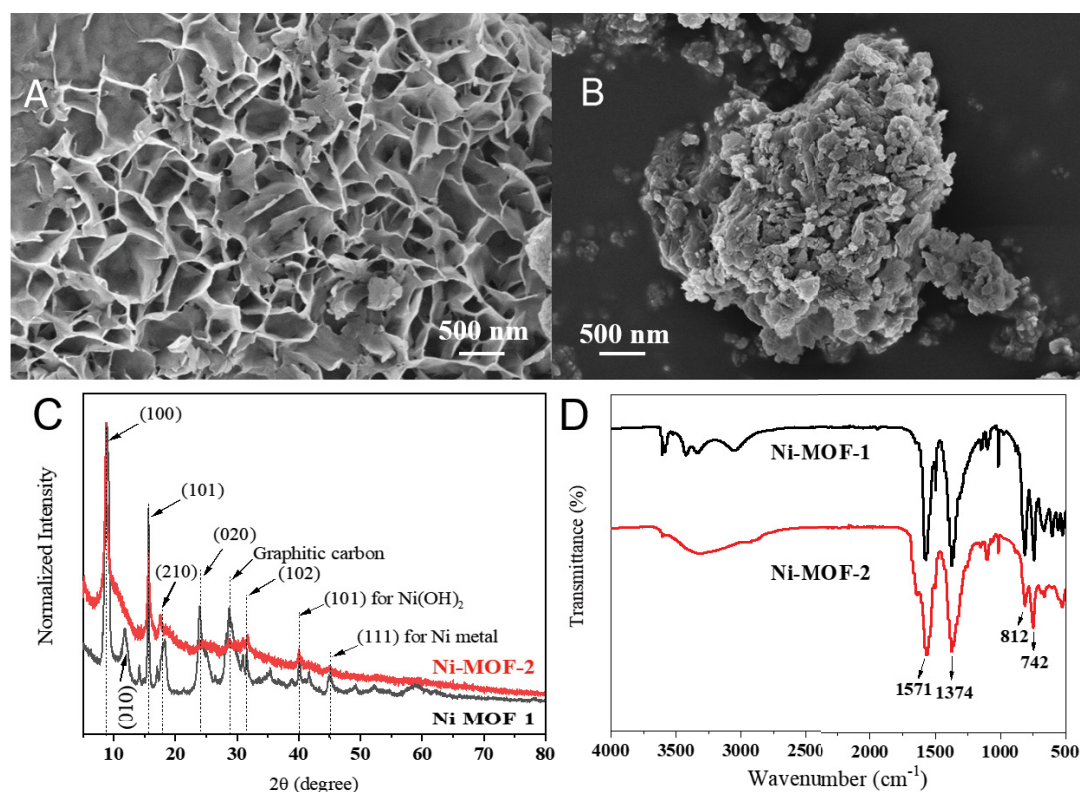 A
500 nm
B
500 nm
C
(100)
(101)
(020)
Graphitic carbon
(210)
(102)
(101) for Ni(OH)₂
(111) for Ni metal
Ni-MOF-2
(010)
Ni MOF 1
Normalized Intensity
10 20 30 40 50 60 70 80
2θ (degree)
D
Ni-MOF-1
Ni-MOF-2
812
742
1571 1374
Transmittance (%)
4000 3500 3000 2500 2000 1500 1000 500
Wavenumber (cm⁻¹)